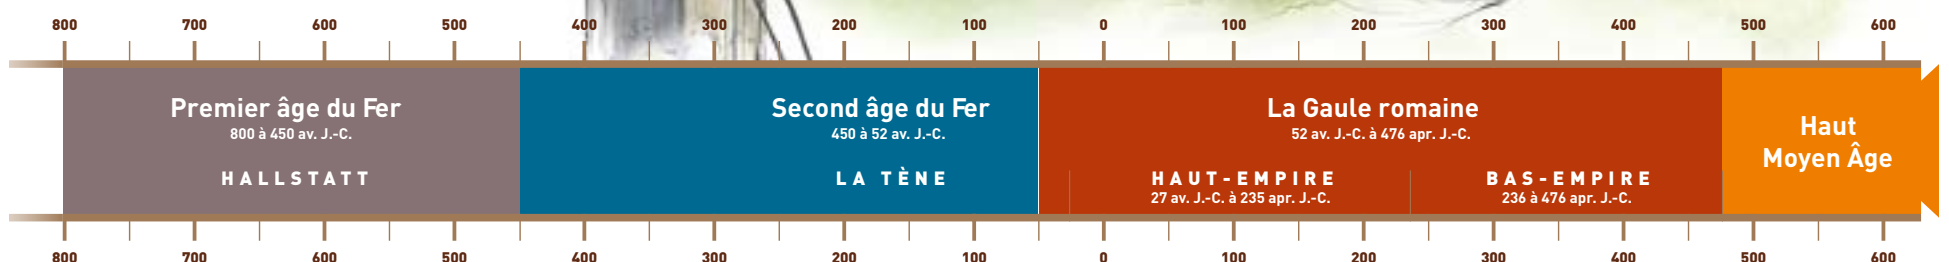 800 700 600 500 400 300 200 100 0 100 200 300 400 500 600
Premier âge du Fer
800 à 450 av. J.-C.
HALLSTATT
Second âge du Fer
450 à 52 av. J.-C.
LA TÈNE
La Gaule romaine
52 av. J.-C. à 476 apr. J.-C.
HAUT-EMPIRE
27 av. J.-C. à 235 apr. J.-C.
BAS-EMPIRE
236 à 476 apr. J.-C.
Haut
Moyen Âge
800 700 600 500 400 300 200 100 0 100 200 300 400 500 600